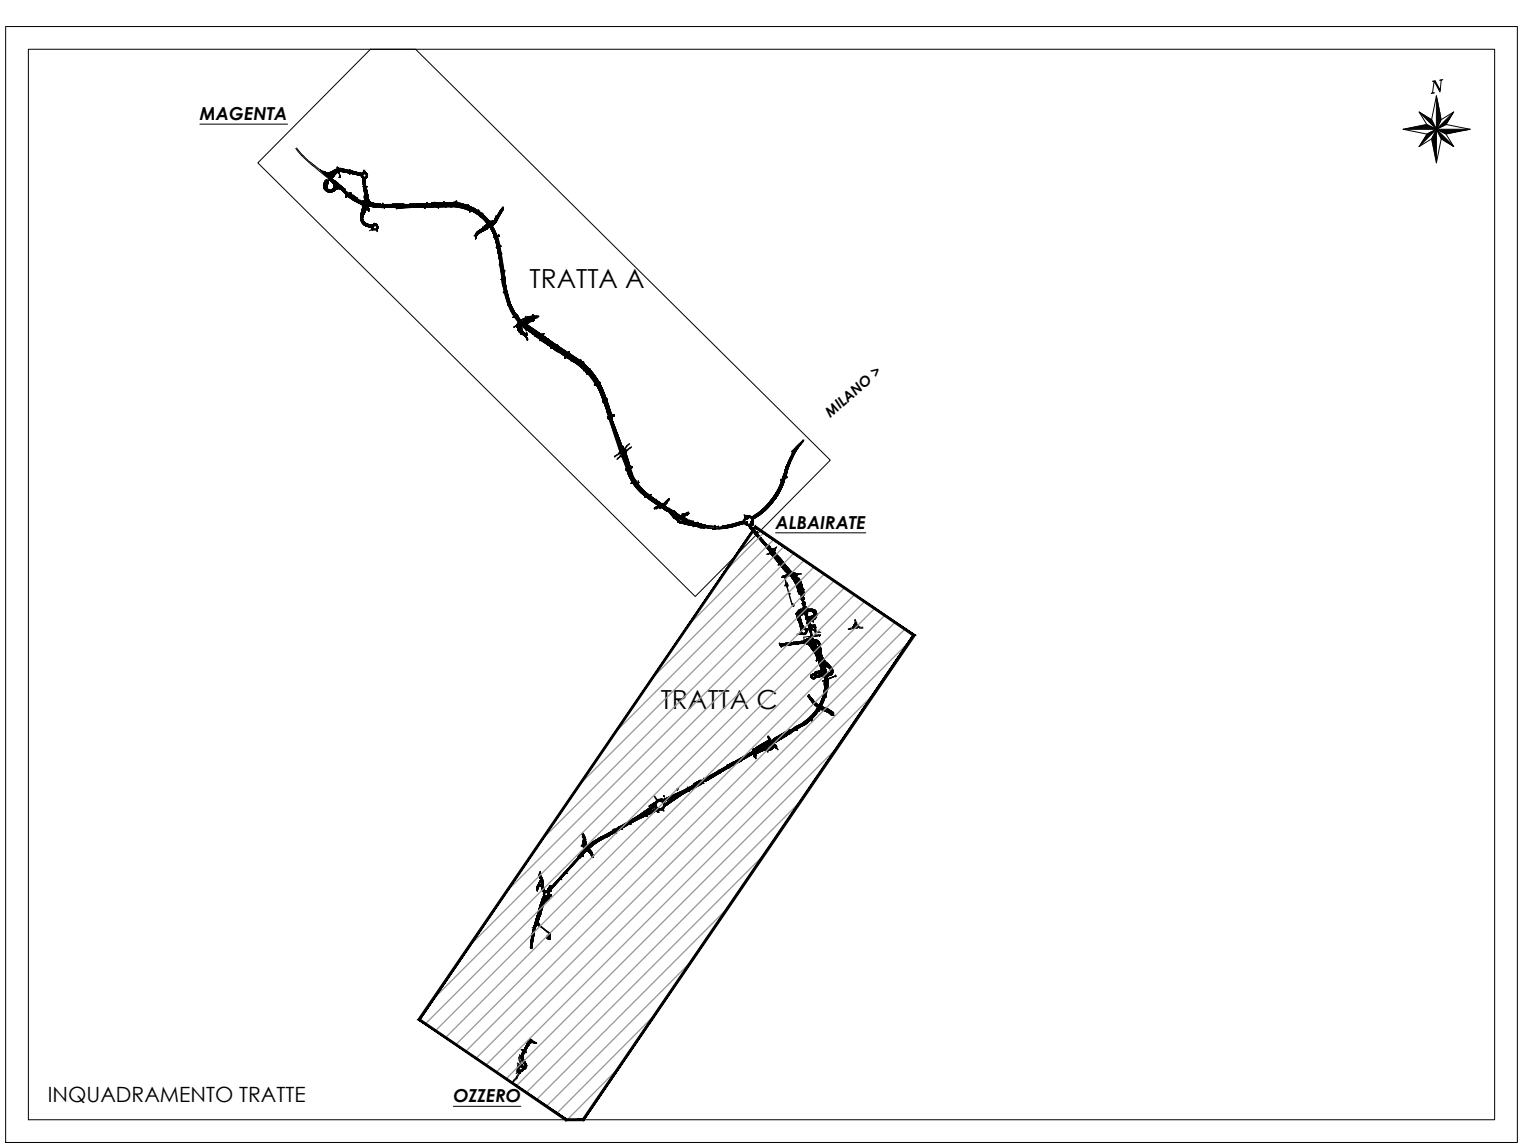 N
MAGENTA
TRATTA A
MILANO >
ALBAIRATE
TRATTA C
OZZERO
INQUADRAMENTO TRATTE